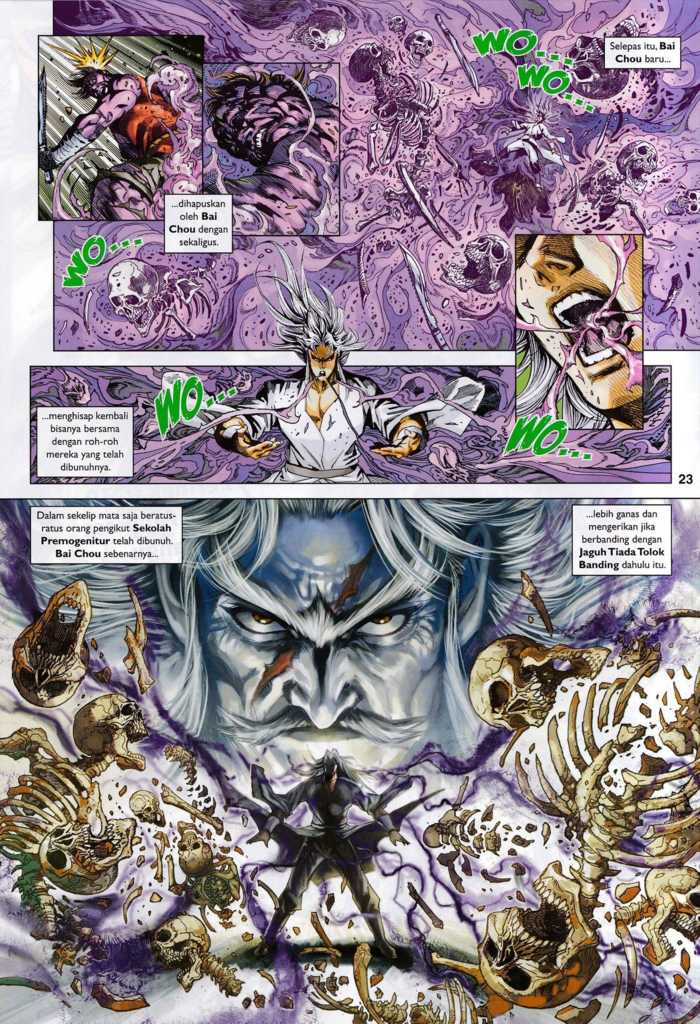 WO...
WO...
Selepas itu, Bai
Chou baru...
...dihapuskan
oleh Bai
Chou dengan
sekaligus.
WO...
...menghisap kembali
bisanya bersama
dengan roh-roh
mereka yang telah
dibunuhnya.
WO...
WO...
23
Dalam sekelip mata saja beratus-
ratus orang pengikut Sekolah
Premogenitur telah dibunuh.
Bai Chou sebenarnya...
...lebih ganas dan
mengerikan jika
berbanding dengan
Jaguh Tiada Tolok
Banding dahulu itu.